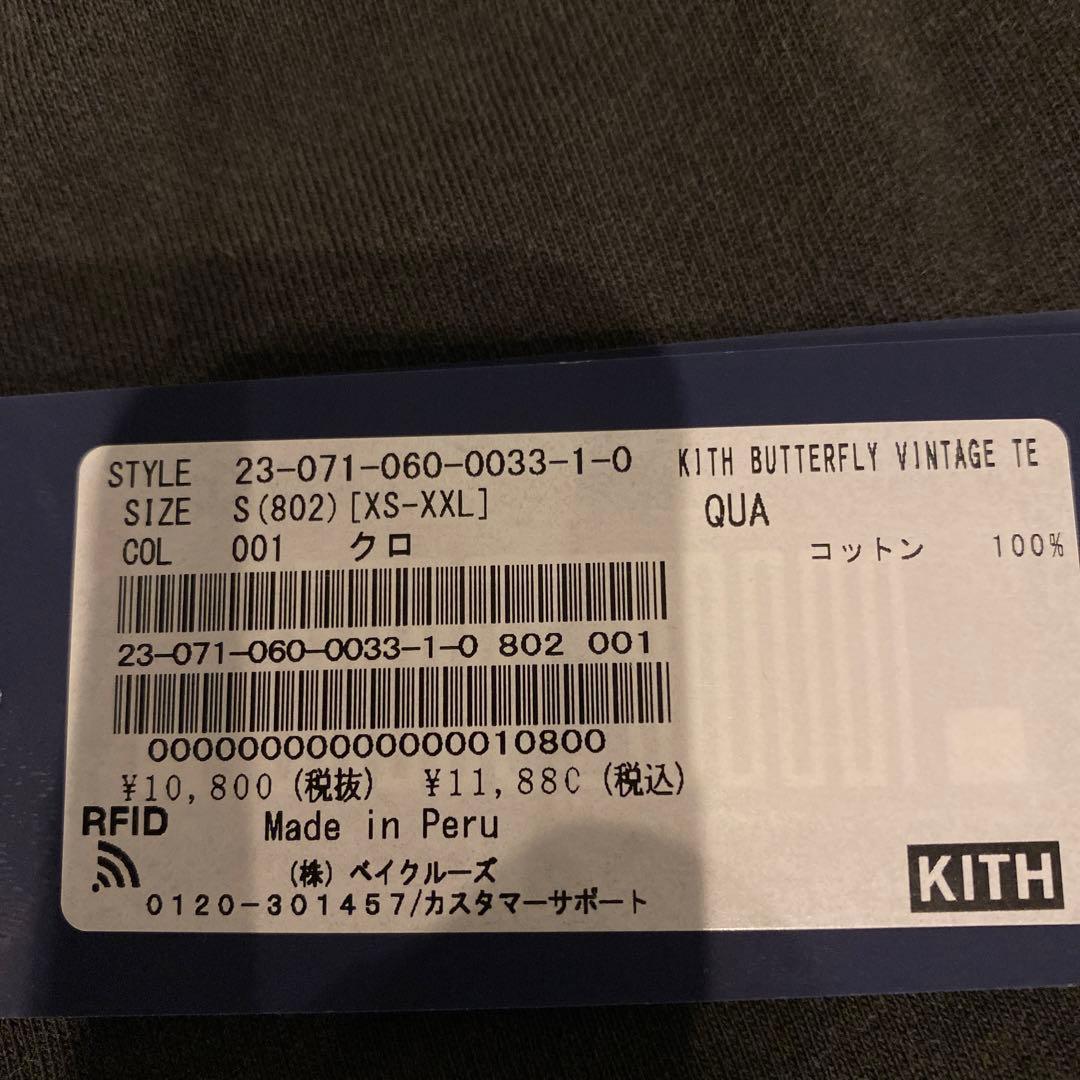 STYLE 23-071-060-0033-1-0 KITH BUTTERFLY VINTAGE TE
SIZE S(802)[XS-XXL] QUA
COL 001 クロ コットン 100%
23-071-060-0033-1-0 802 001
00000000000000010800
¥10,800(税抜) ¥11,880(税込)
RFID Made in Peru
(株)ベイクルーズ
0120-301457/カスタマーサポート
KITH